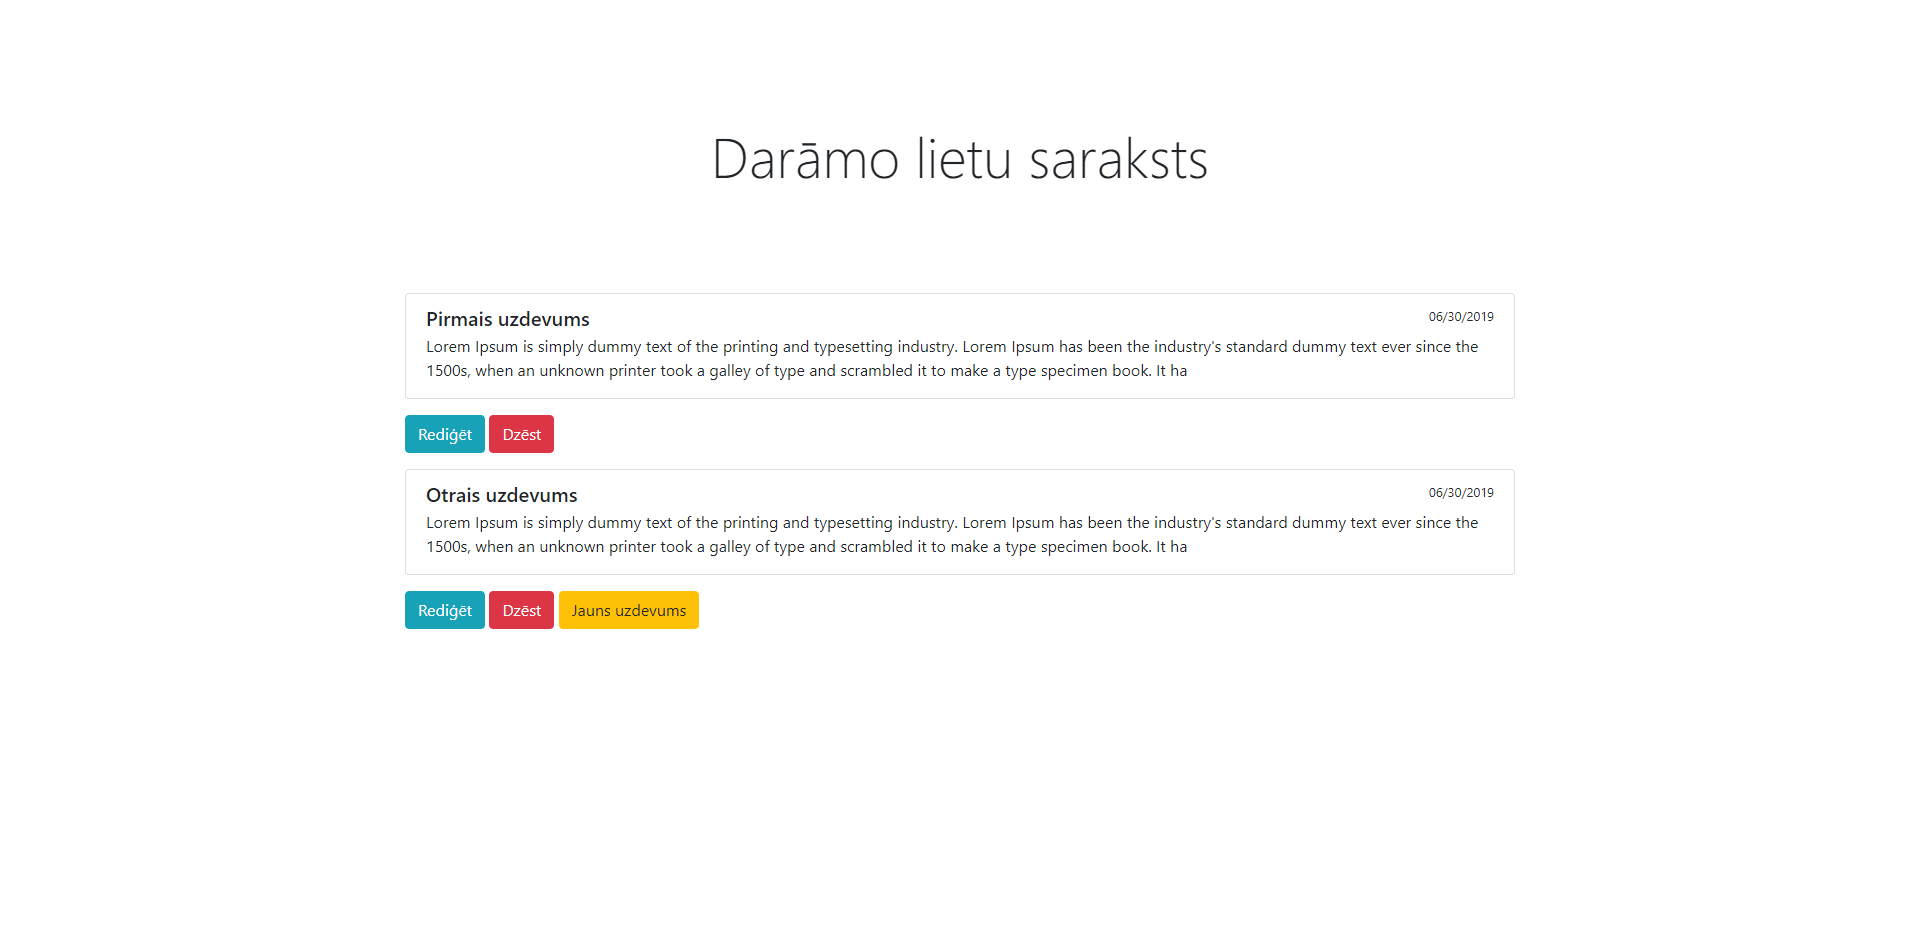 Darāmo lietu saraksts
Pirmais uzdevums 06/30/2019
Lorem Ipsum is simply dummy text of the printing and typesetting industry. Lorem Ipsum has been the industry's standard dummy text ever since the
1500s, when an unknown printer took a galley of type and scrambled it to make a type specimen book. It ha
Rediģēt Dzēst
Otrais uzdevums 06/30/2019
Lorem Ipsum is simply dummy text of the printing and typesetting industry. Lorem Ipsum has been the industry's standard dummy text ever since the
1500s, when an unknown printer took a galley of type and scrambled it to make a type specimen book. It ha
Rediģēt Dzēst Jauns uzdevums